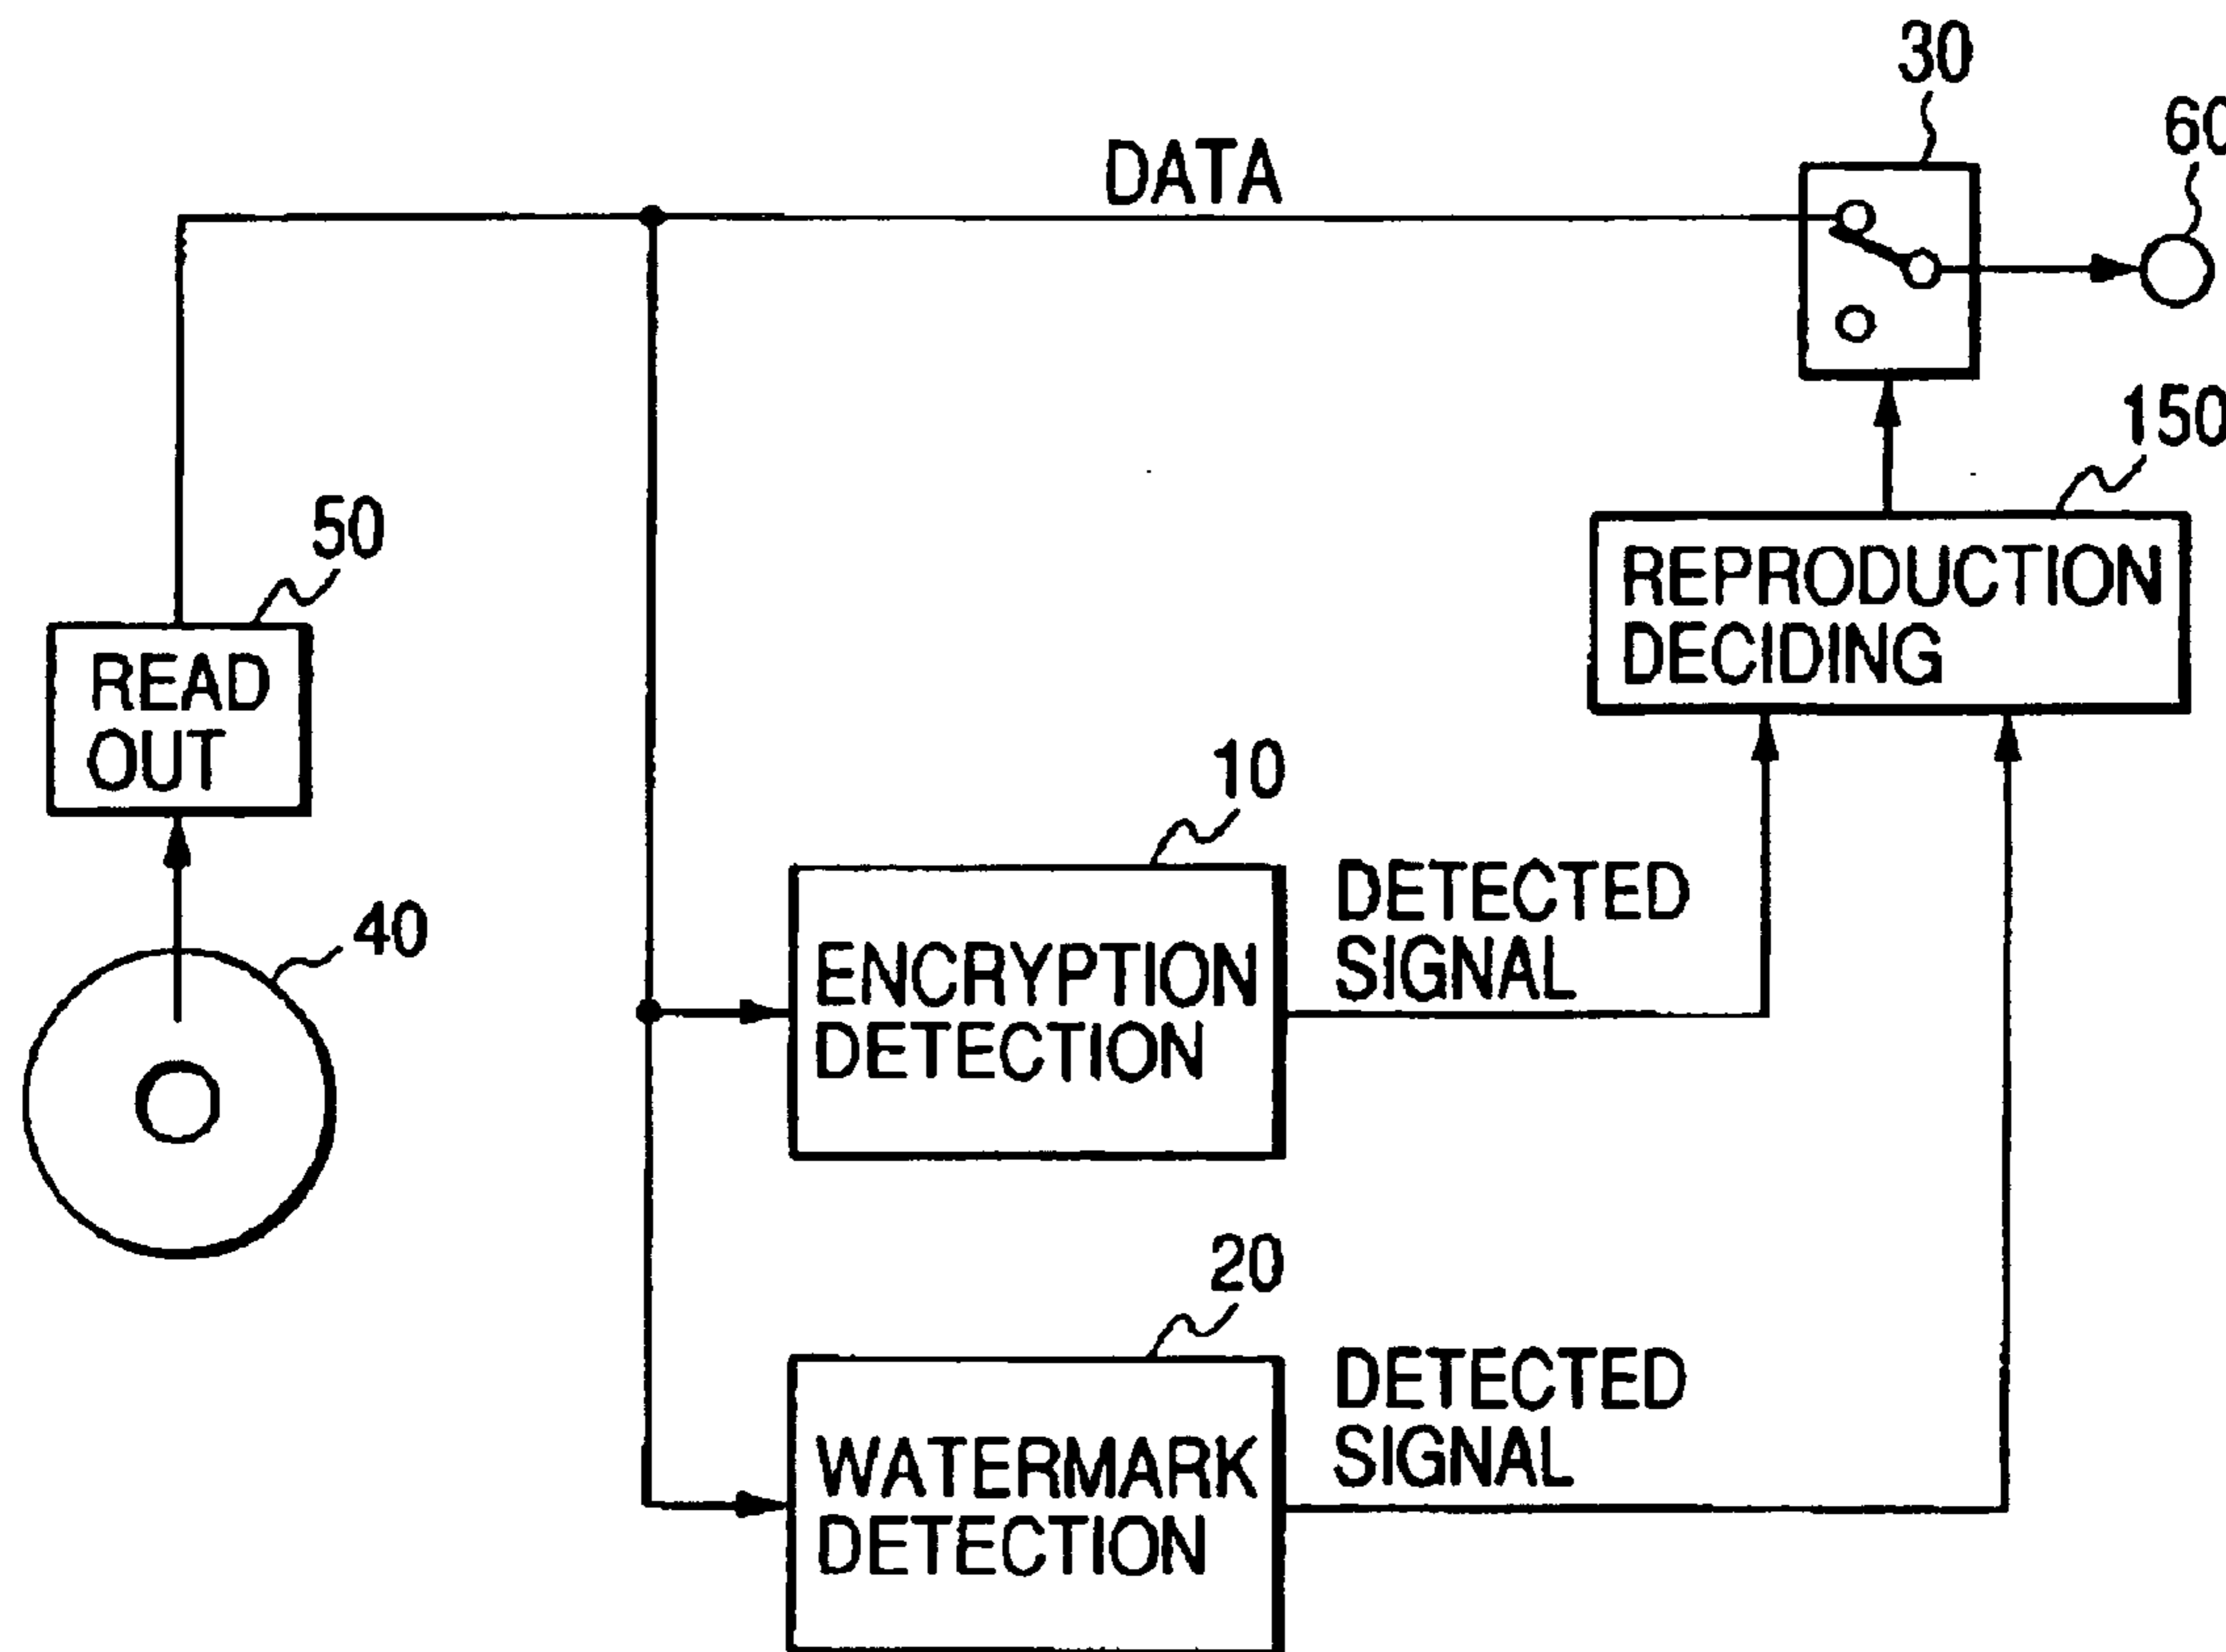 30
60
DATA
150
50
REPRODUCTION
DECIDING
READ
OUT
10
40
DETECTED
SIGNAL
ENCRYPTION
DETECTION
20
DETECTED
SIGNAL
WATERMARK
DETECTION